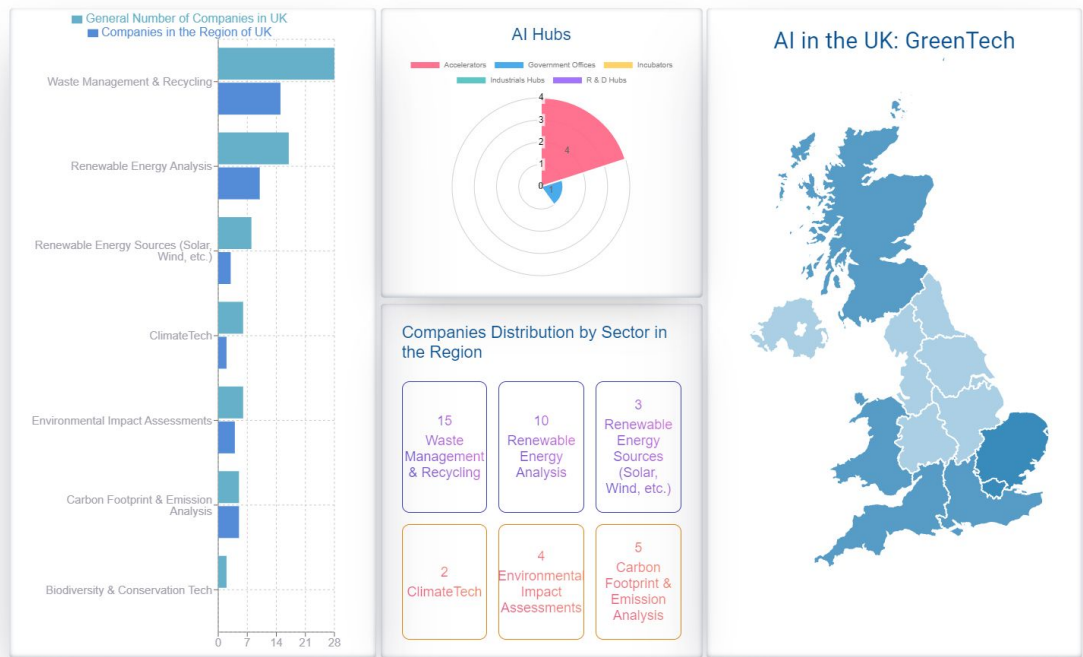 General Number of Companies in UK
Companies in the Region of UK
Waste Management & Recycling
Renewable Energy Analysis
Renewable Energy Sources (Solar,
Wind, etc.)
ClimateTech
Environmental Impact Assessments
Carbon Footprint & Emission
Analysis
Biodiversity & Conservation Tech
0 7 14 21 28
AI Hubs
Accelerators Government Offices Incubators
Industrials Hubs R & D Hubs
4
3
2
1
0
4
1
Companies Distribution by Sector in
the Region
15
Waste
Management
& Recycling
10
Renewable
Energy
Analysis
3
Renewable
Energy
Sources
(Solar,
Wind, etc.)
2
ClimateTech
4
Environmental
Impact
Assessments
5
Carbon
Footprint &
Emission
Analysis
AI in the UK: GreenTech